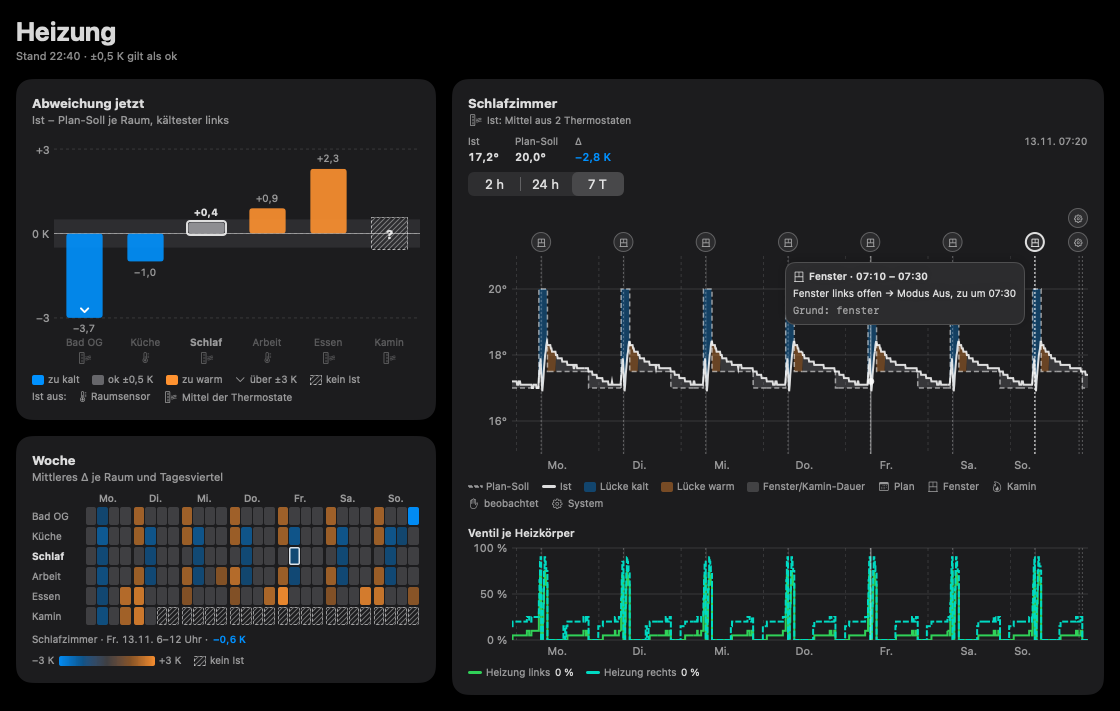 Heizung
Stand 22:40 · ±0,5 K gilt als ok
Abweichung jetzt
Ist – Plan-Soll je Raum, kältester links
+3
0 K
−3
−3,7
−1,0
+0,4
+0,9
+2,3
?
Bad OG Küche Schlaf Arbeit Essen Kamin
zu kalt ok ±0,5 K zu warm über ±3 K kein Ist
Ist aus: Raumsensor Mittel der Thermostate
Woche
Mittleres Δ je Raum und Tagesviertel
Mo. Di. Mi. Do. Fr. Sa. So.
Bad OG
Küche
Schlaf
Arbeit
Essen
Kamin
Schlafzimmer · Fr. 13.11. 6–12 Uhr · −0,6 K
−3 K +3 K kein Ist
Schlafzimmer
Ist: Mittel aus 2 Thermostaten
Ist Plan-Soll Δ
17,2° 20,0° −2,8 K
13.11. 07:20
2 h 24 h 7 T
Fenster · 07:10 – 07:30
Fenster links offen → Modus Aus, zu um 07:30
Grund: fenster
20°
18°
16°
Mo. Di. Mi. Do. Fr. Sa. So.
Plan-Soll Ist Lücke kalt Lücke warm Fenster/Kamin-Dauer Plan Fenster Kamin
beobachtet System
Ventil je Heizkörper
100 %
50 %
0 %
Mo. Di. Mi. Do. Fr. Sa. So.
Heizung links 0 % Heizung rechts 0 %